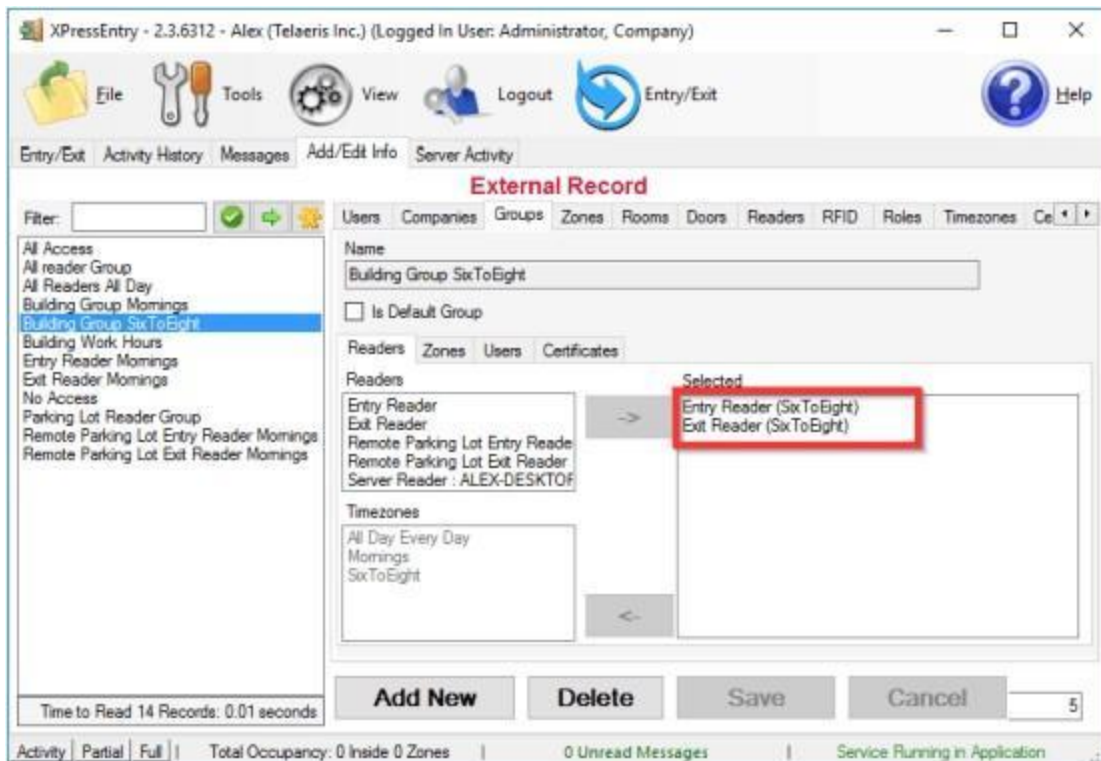 XPressEntry - 2.3.6312 - Alex (Telaeris Inc.) (Logged In User: Administrator, Company)
File Tools View Logout Entry/Exit Help
Entry/Exit Activity History Messages Add/Edit Info Server Activity
External Record
Filter:
Users Companies Groups Zones Rooms Doors Readers RFID Roles Timezones Ce
All Access
All reader Group
All Readers All Day
Building Group Mornings
Building Group SixToEight
Building Work Hours
Entry Reader Mornings
Exit Reader Mornings
No Access
Parking Lot Reader Group
Remote Parking Lot Entry Reader Mornings
Remote Parking Lot Exit Reader Mornings
Time to Read 14 Records: 0.01 seconds
Name
Building Group SixToEight
Is Default Group
Readers Zones Users Certificates
Readers
Entry Reader
Exit Reader
Remote Parking Lot Entry Reade
Remote Parking Lot Exit Reader
Server Reader : ALEX-DESKTOP
->
Selected
Entry Reader (SixToEight)
Exit Reader (SixToEight)
Timezones
All Day Every Day
Mornings
SixToEight
<-
Add New Delete Save Cancel 5
Activity Partial Full | Total Occupancy: 0 Inside 0 Zones | 0 Unread Messages | Service Running in Application